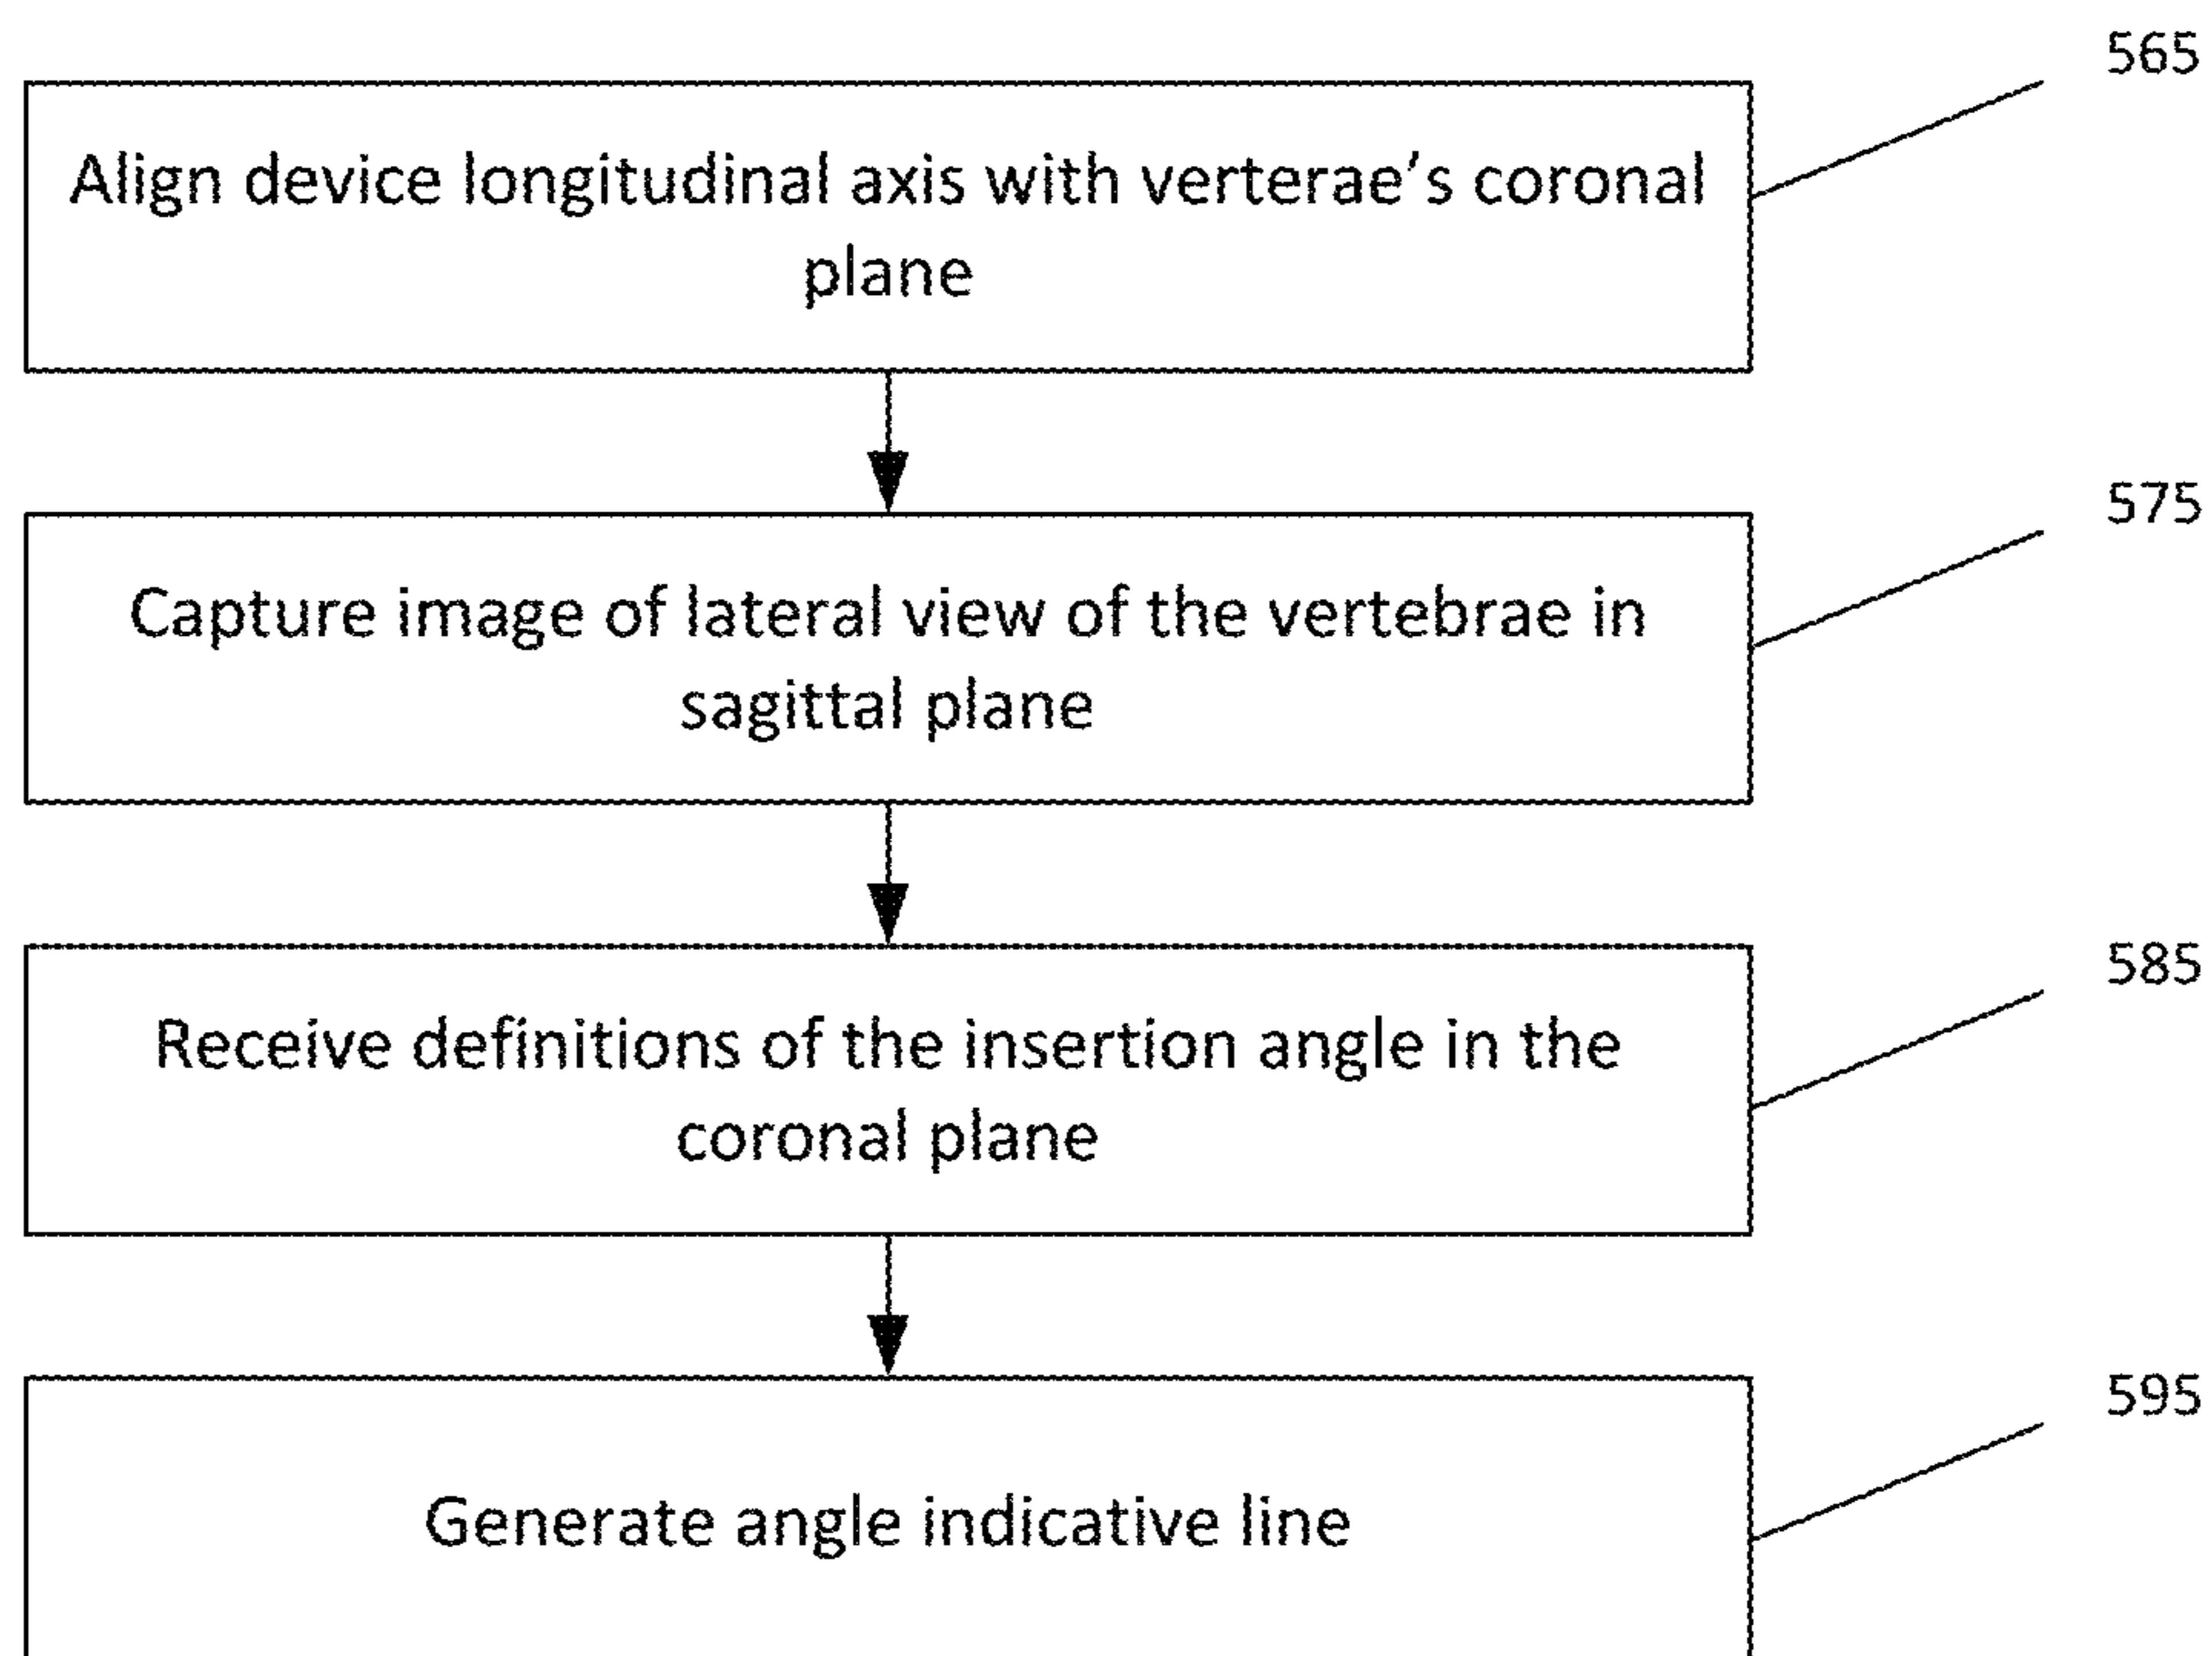 565
Align device longitudinal axis with verterae's coronal
plane
575
Capture image of lateral view of the vertebrae in
sagittal plane
585
Receive definitions of the insertion angle in the
coronal plane
595
Generate angle indicative line